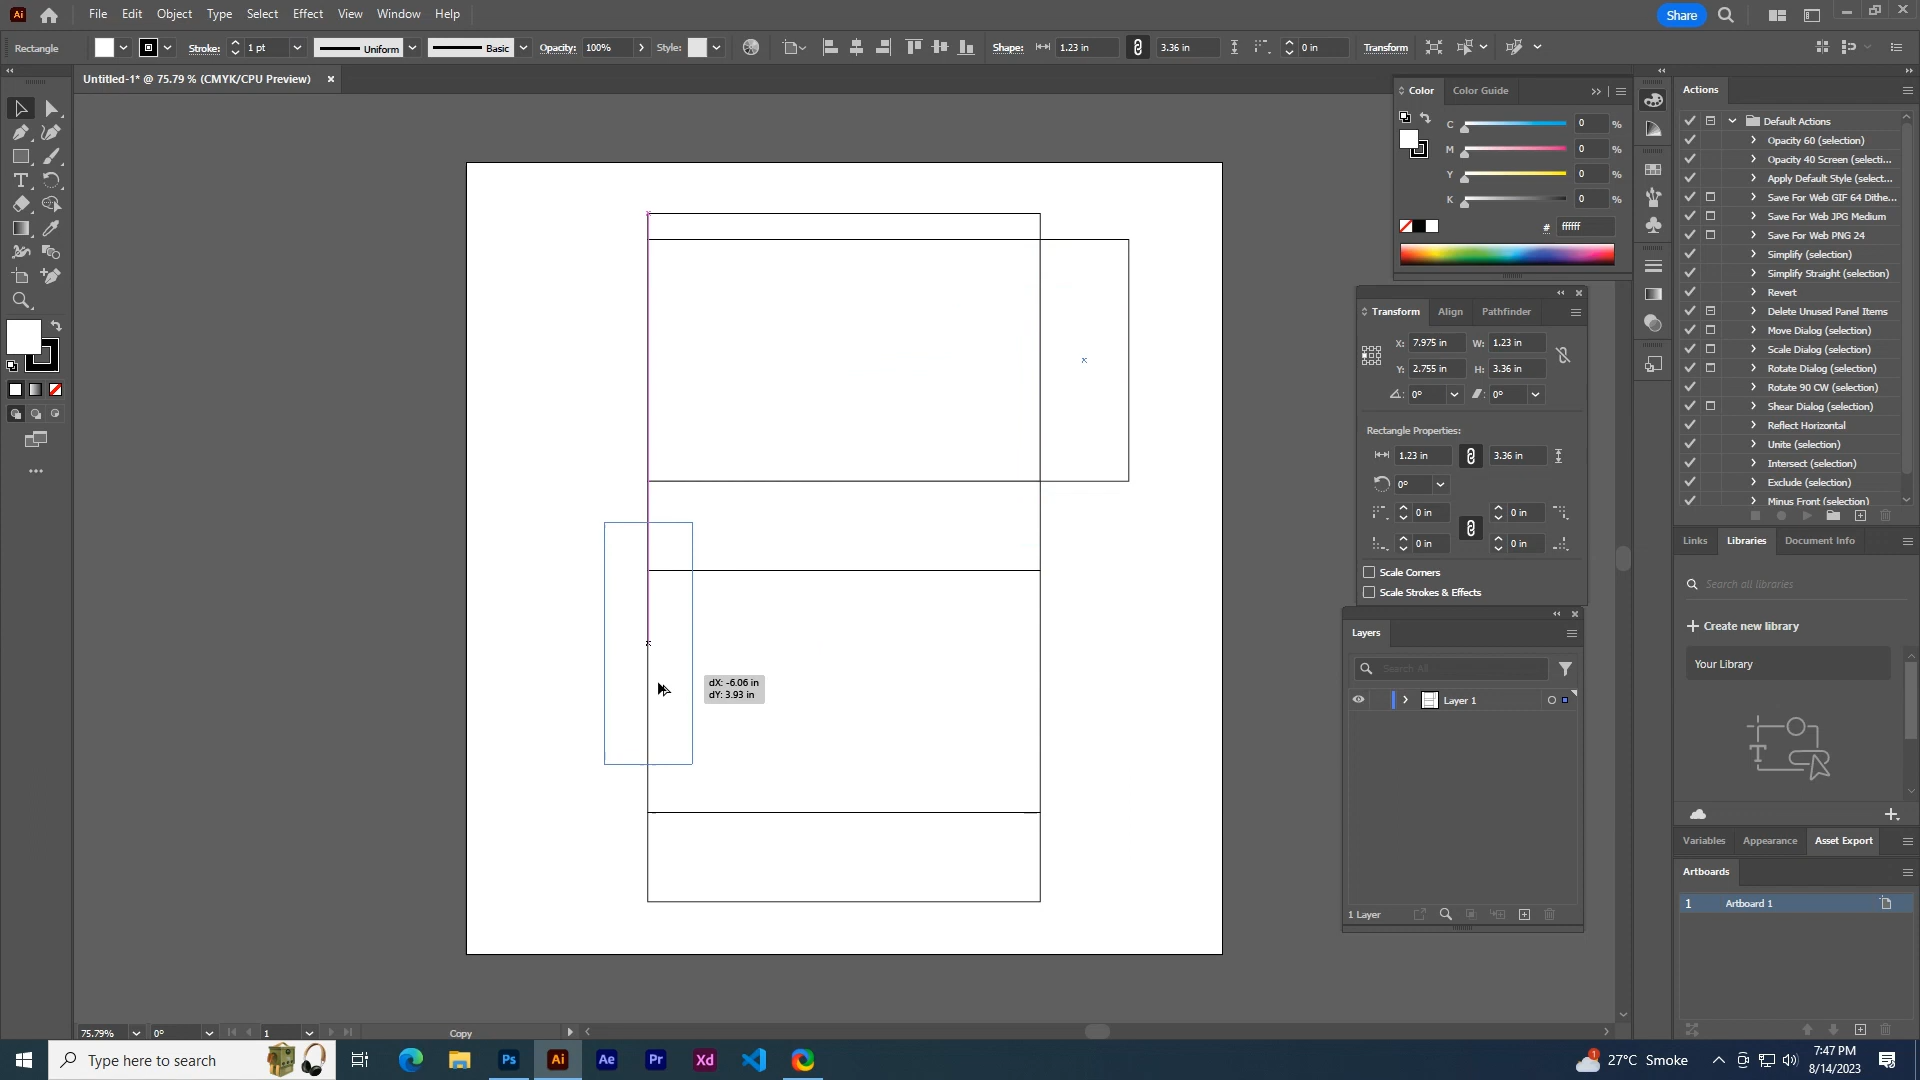 Ai
File Edit Object Type Select Effect View Window Help
Share
Rectangle
Stroke: 1 pt
Uniform
Basic
Opacity: 100%
Style:
Shape: 1.23 in 3.36 in 0 in
Transform
Untitled-1* @ 75.79 % (CMYK/CPU Preview) ×
Color Color Guide
C 0 %
M 0 %
Y 0 %
K 0 %
# ffffff
Transform Align Pathfinder
X: 7.975 in W: 1.23 in
Y: 2.755 in H: 3.36 in
0° 0°
Rectangle Properties:
1.23 in 3.36 in
0°
0 in 0 in
0 in 0 in
Scale Corners
Scale Strokes & Effects
Layers
Search All
Layer 1
1 Layer
dX: -6.06 in
dY: 3.93 in
Actions
Default Actions
Opacity 60 (selection)
Opacity 40 Screen (selecti...
Apply Default Style (select...
Save For Web GIF 64 Dithe...
Save For Web JPG Medium
Save For Web PNG 24
Simplify (selection)
Simplify Straight (selection)
Revert
Delete Unused Panel Items
Move Dialog (selection)
Scale Dialog (selection)
Rotate Dialog (selection)
Rotate 90 CW (selection)
Shear Dialog (selection)
Reflect Horizontal
Unite (selection)
Intersect (selection)
Exclude (selection)
Minus Front (selection)
Links Libraries Document Info
Search all libraries
Create new library
Your Library
Variables Appearance Asset Export
Artboards
1 Artboard 1
75.79% 0° 1 Copy
Type here to search
Ps Ai Ae Pr Xd
1 27°C Smoke
7:47 PM
8/14/2023